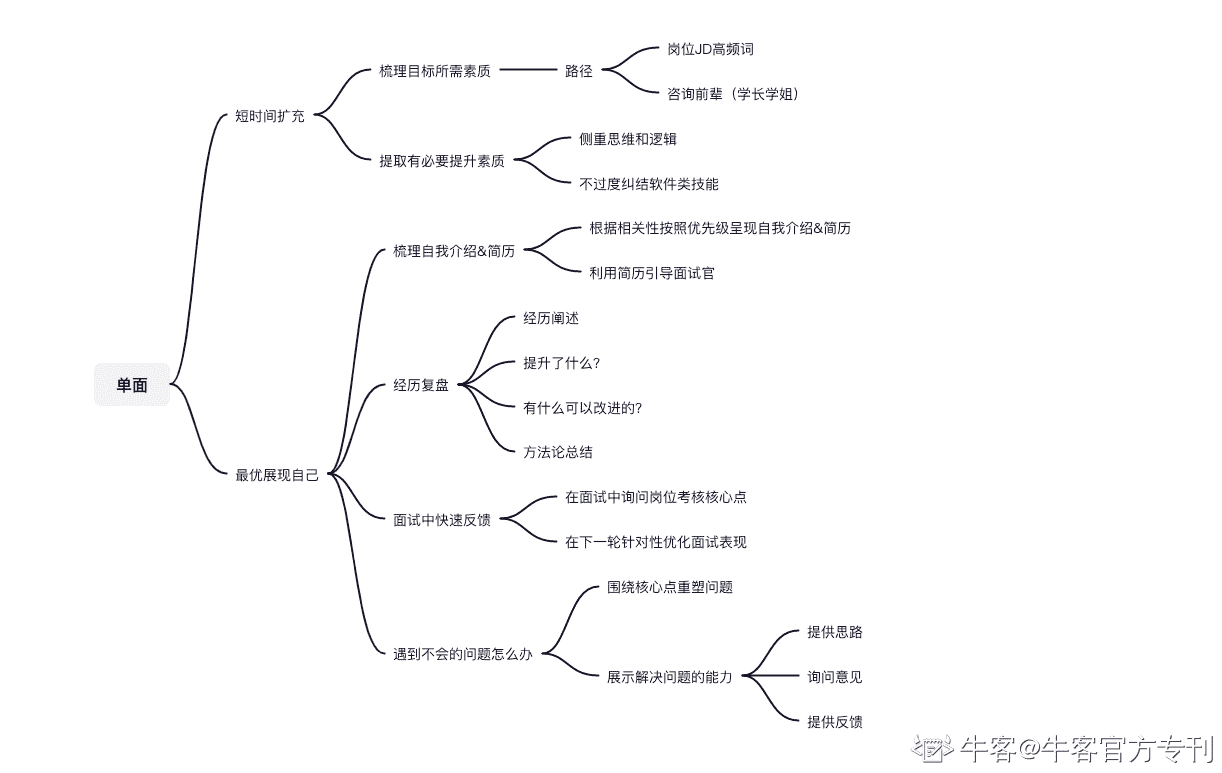 岗位JD高频词
梳理目标所需素质
路径
咨询前辈（学长学姐）
短时间扩充
侧重思维和逻辑
提取有必要提升素质
不过度纠结软件类技能
根据相关性按照优先级呈现自我介绍&简历
梳理自我介绍&简历
利用简历引导面试官
经历阐述
提升了什么?
单面
经历复盘
有什么可以改进的?
方法论总结
最优展现自己
在面试中询问岗位考核核心点
面试中快速反馈
在下一轮针对性优化面试表现
围绕核心点重塑问题
遇到不会的问题怎么办
提供思路
展示解决问题的能力
询问意见
提供反馈
牛客@牛客官方专刊